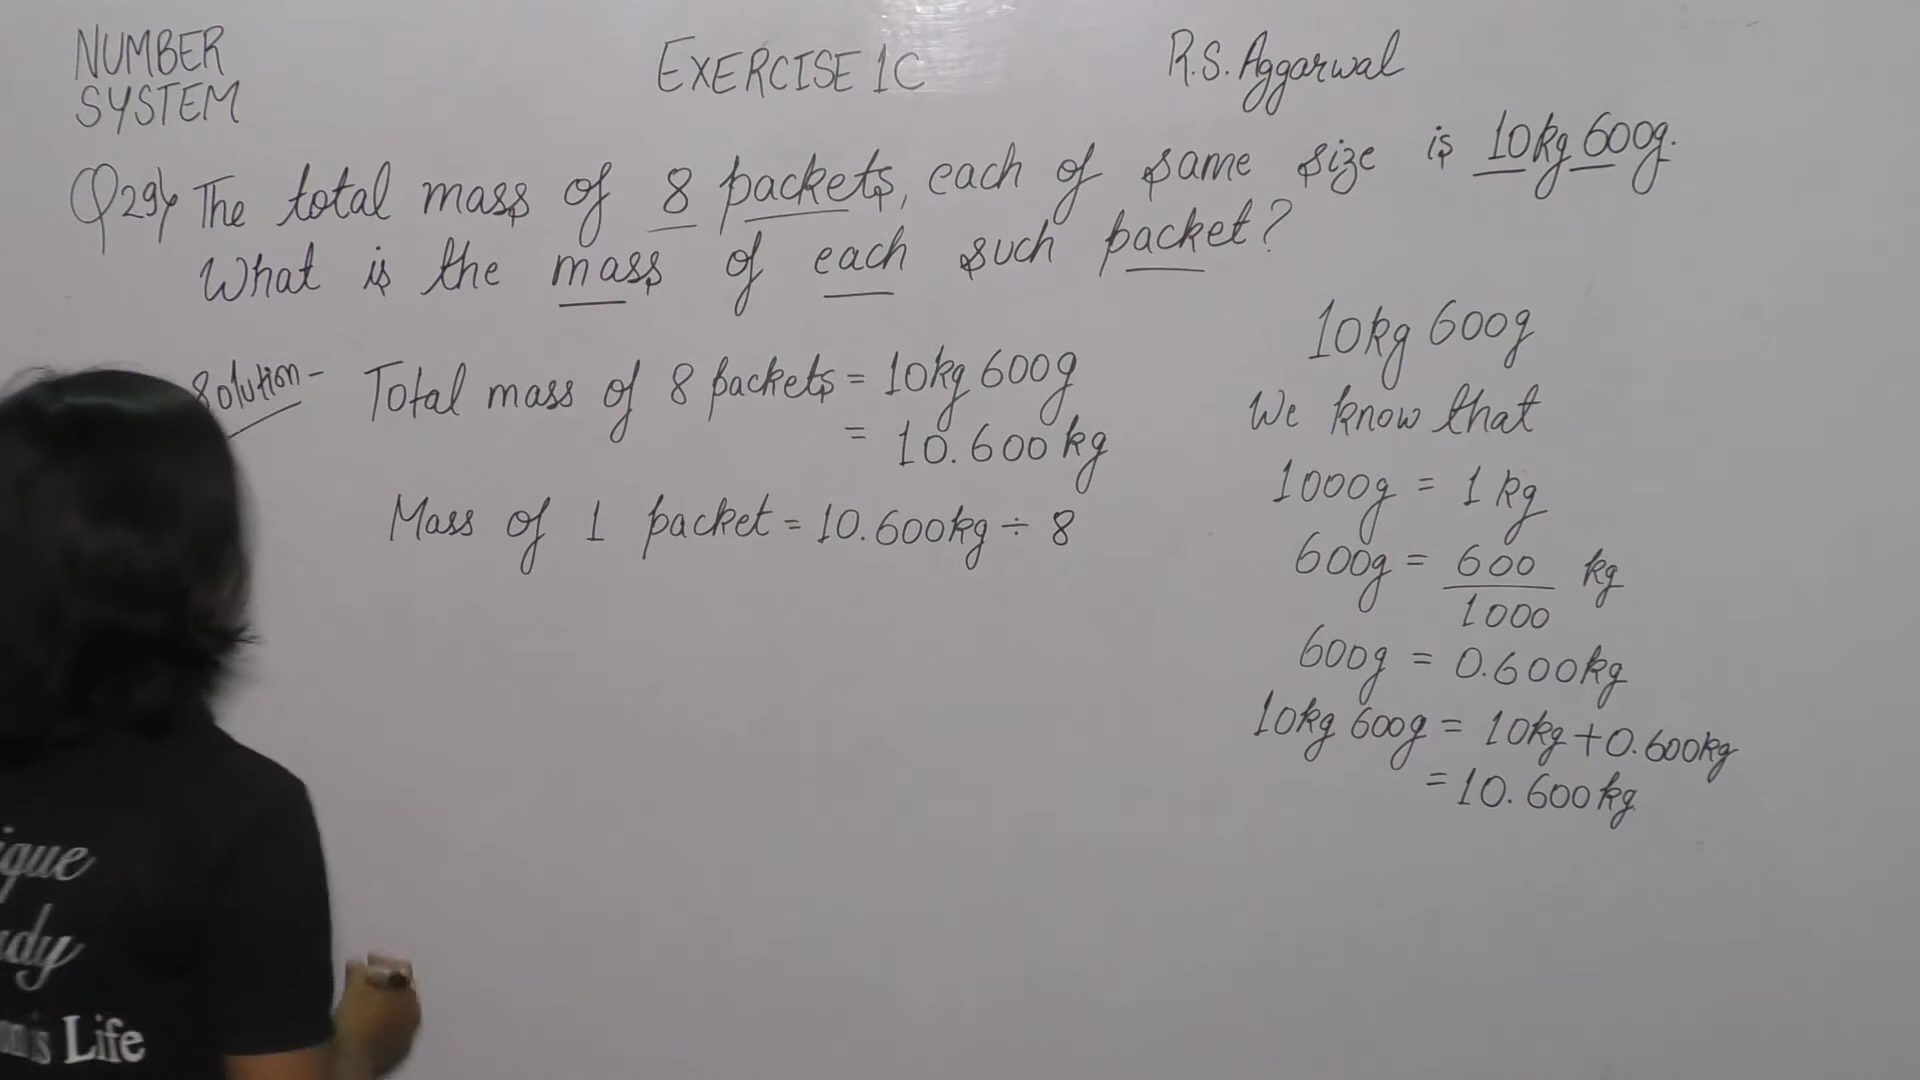 NUMBER
SYSTEM
EXERCISE 1C
R.S. Aggarwal
Q29} The total mass of 8 packets, each of same size is 10kg 600g.
What is the mass of each such packet?
Solution -
Total mass of 8 packets = 10kg 600g
= 10.600 kg
Mass of 1 packet = 10.600kg ÷ 8
10kg 600g
We know that
1000g = 1 kg
600g = 600/1000 kg
600g = 0.600kg
10kg 600g = 10kg + 0.600kg
= 10.600 kg
Life